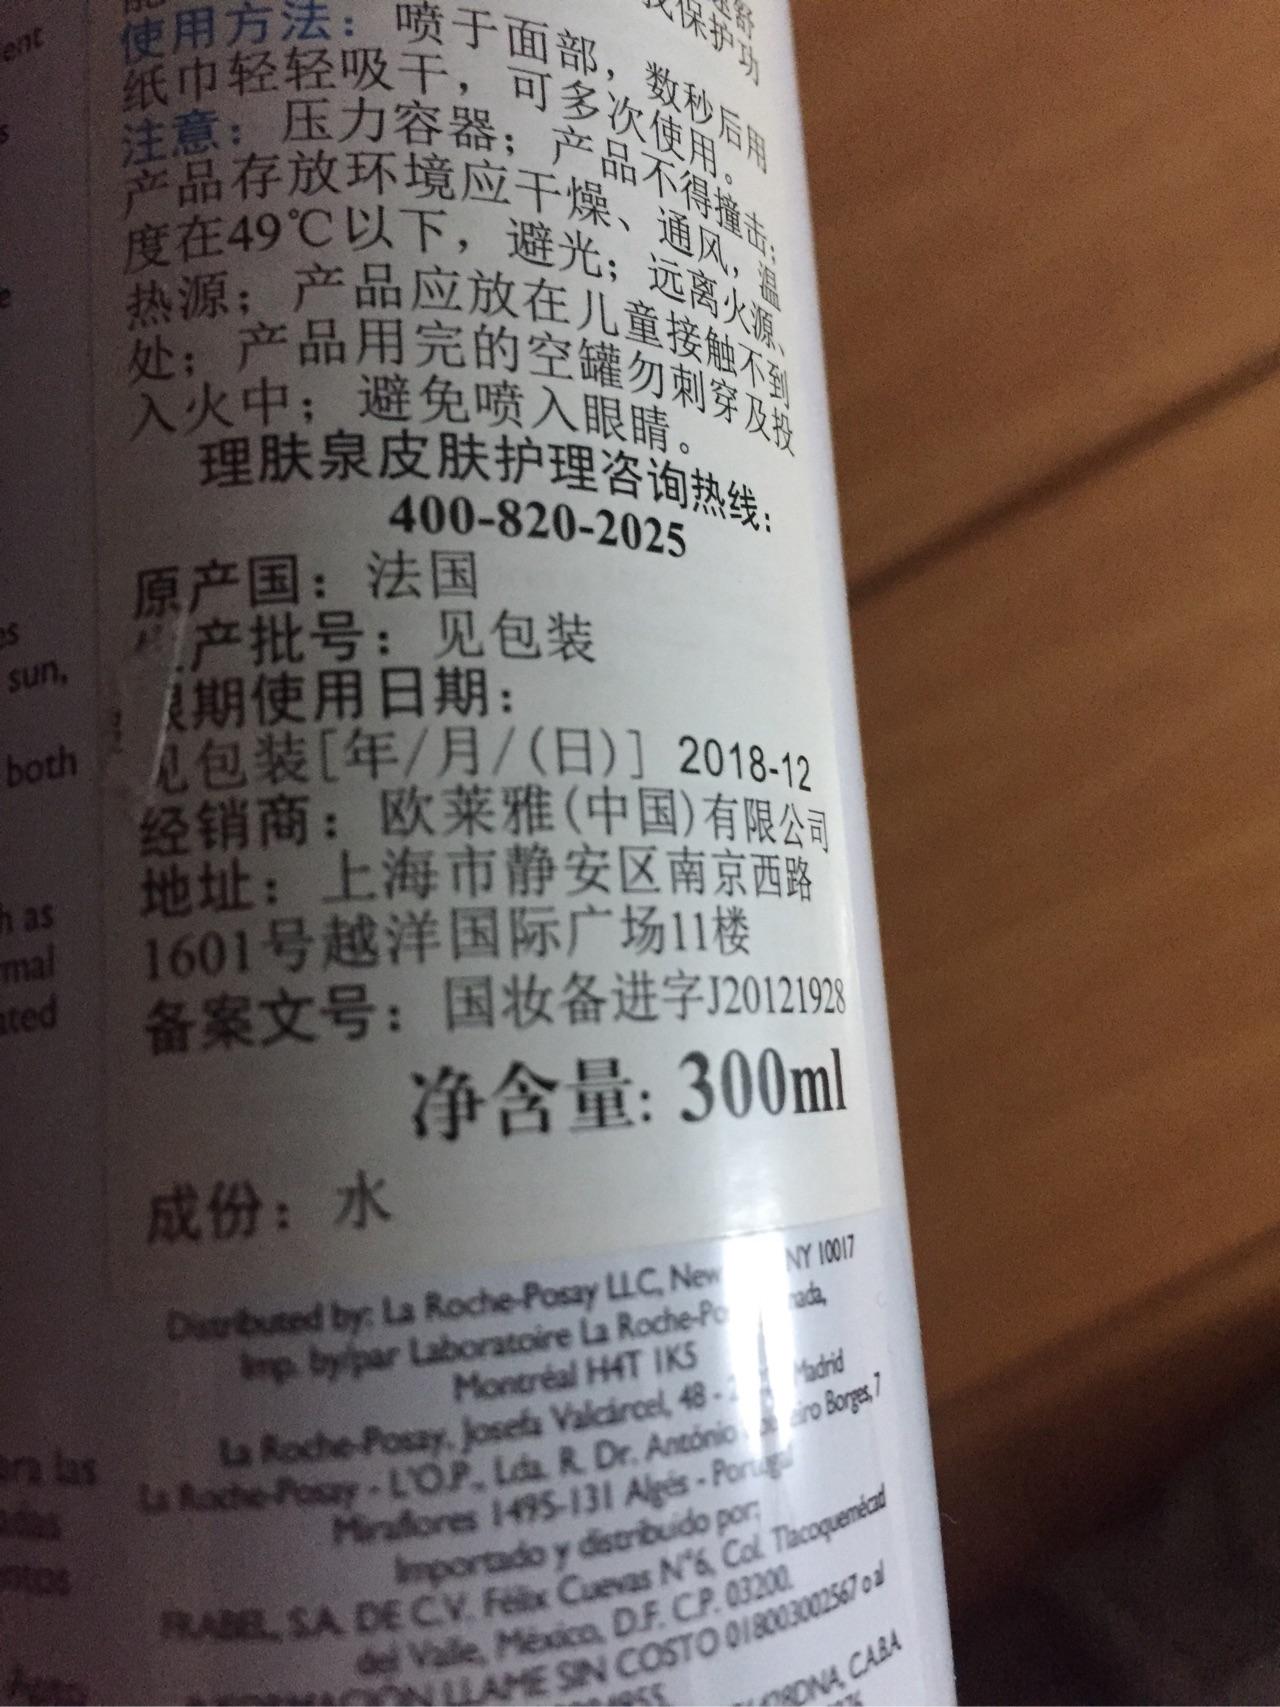 ent
sun,
both
h as
使用方法：喷于面部，数秒后用
纸巾轻轻吸干，可多次使用。
注意：压力容器；产品不得撞击；
产品存放环境应干燥、通风，温
度在49℃以下，避光；远离火源、
热源；产品应放在儿童接触不到
处；产品用完的空罐勿刺穿及投
入火中；避免喷入眼睛。
理肤泉皮肤护理咨询热线：
400-820-2025
原产国：法国
产批号：见包装
限期使用日期：
见包装[年/月/(日)] 2018-12
经销商：欧莱雅(中国)有限公司
地址：上海市静安区南京西路
1601号越洋国际广场11楼
备案文号：国妆备进字J20121928
净含量: 300ml
成份：水
Distributed by: La Roche-Posay LLC, New NY 10017
Imp. by/par Laboratoire La Roche-Po nada,
Montréal H4T 1K5
La Roche-Posay, Josefa Valcárcel, 48 - Madrid
La Roche-Posay - L'O.P., Lda. R. Dr. António eiro Borges, 7
Miraflores 1495-131 Algés - Portugal
Importado y distribuido por:
FRABEL, S.A. DE C.V. Félix Cuevas N°6, Col. Tlacoquemécatl
del Valle, México, D.F. C.P. 03200.
LLAME SIN COSTO 018003002567 o al